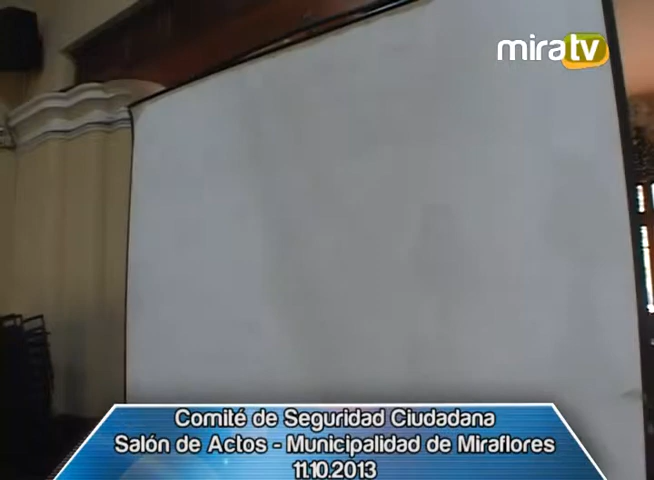 miratv
Comité de Seguridad Ciudadana
Salón de Actos - Municipalidad de Miraflores
11.10.2013